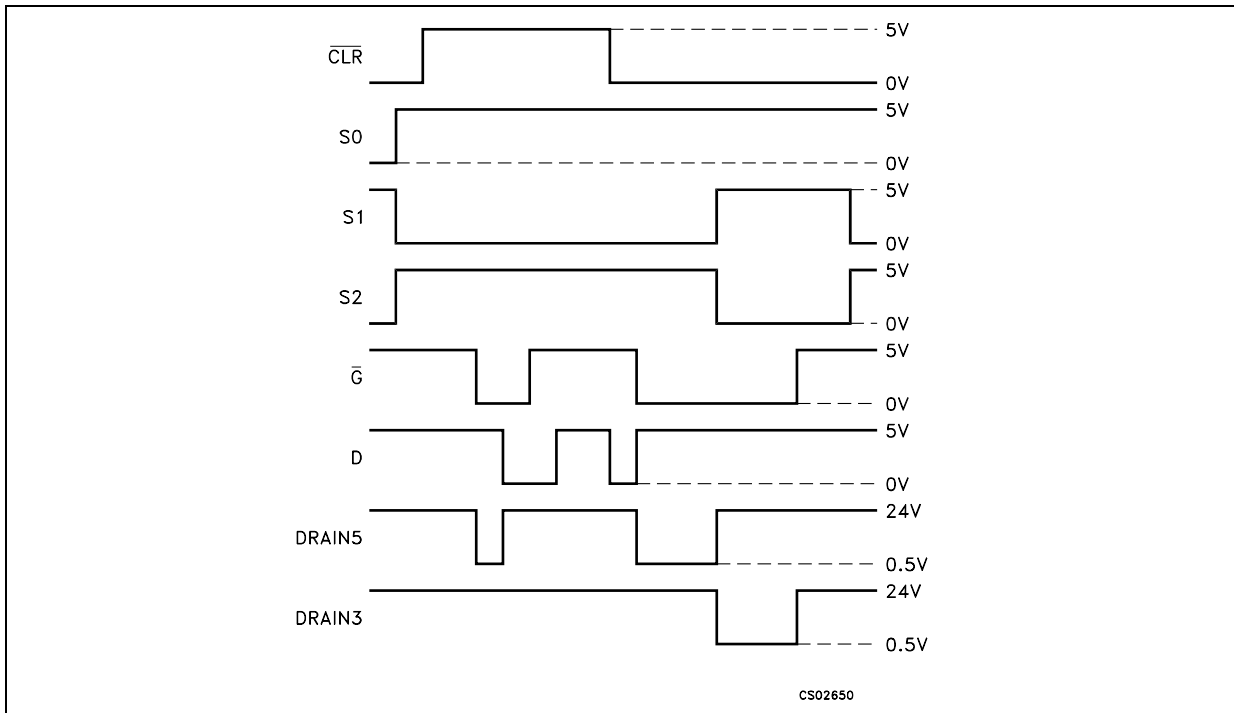 C̅L̅R̅ 5V
0V
S0 5V
0V
S1 5V
0V
S2 5V
0V
G̅ 5V
0V
D 5V
0V
DRAIN5 24V
0.5V
DRAIN3 24V
0.5V
CS02650